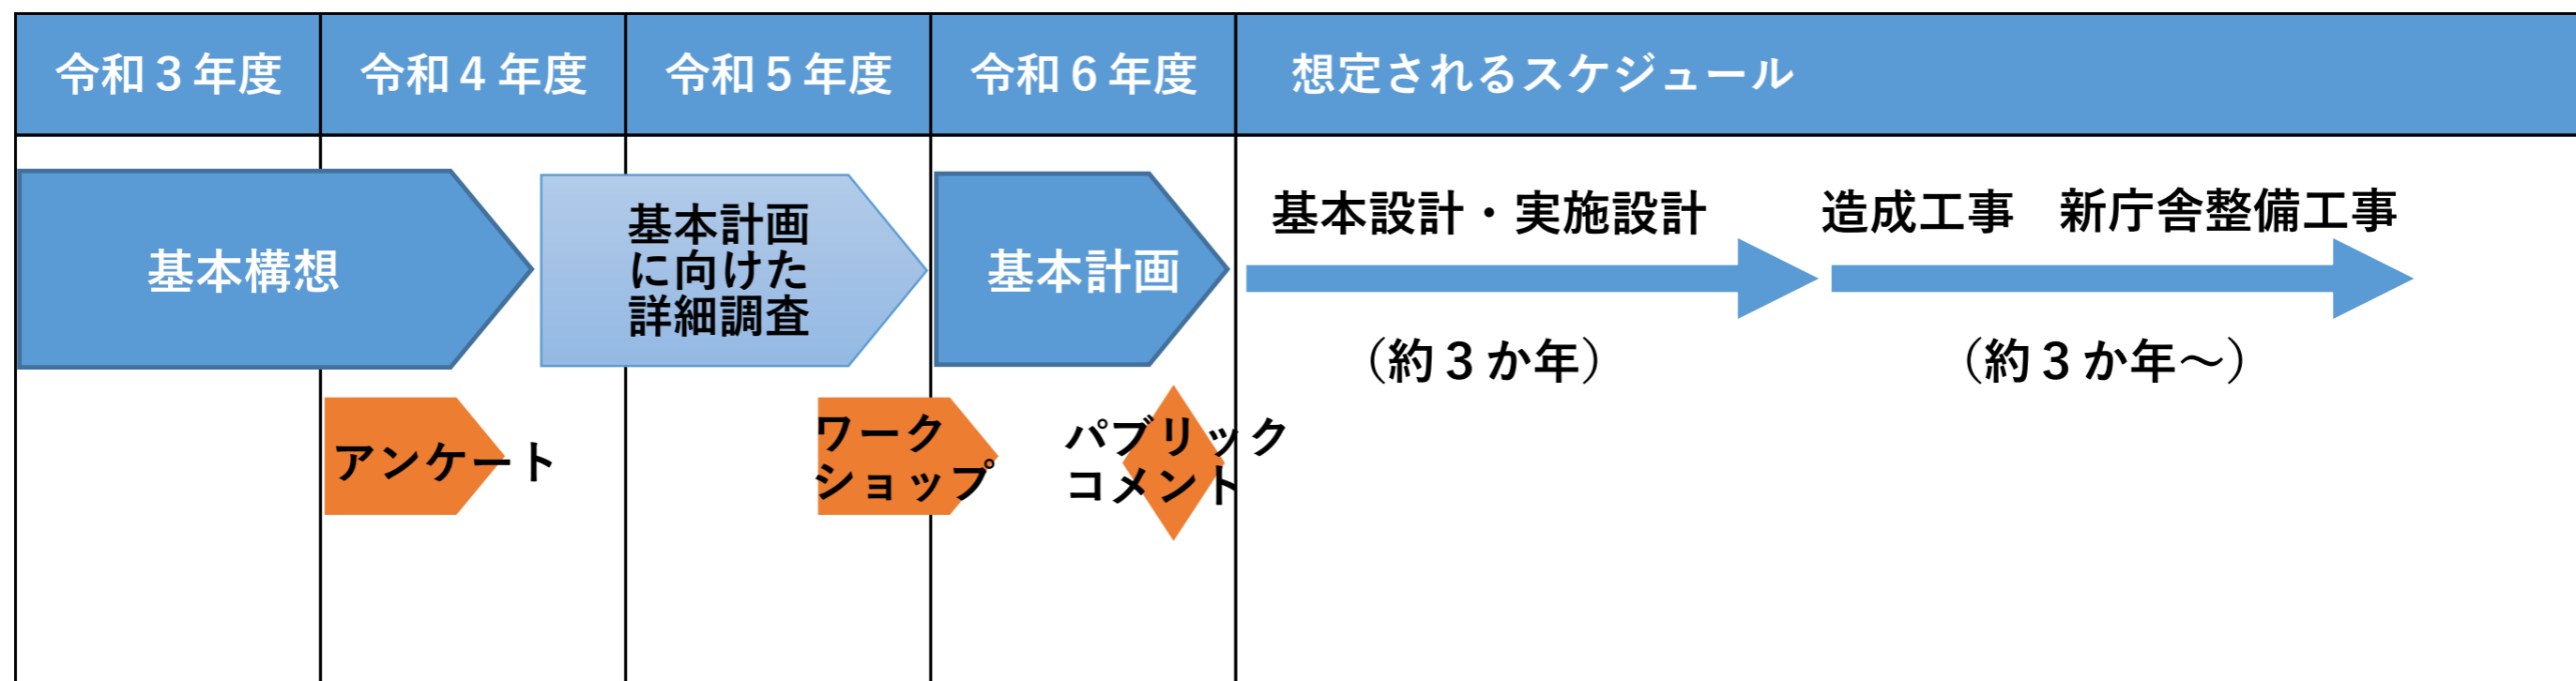 令和３年度
令和４年度
令和５年度
令和６年度
想定されるスケジュール
基本構想
基本計画
に向けた
詳細調査
基本計画
基本設計・実施設計
（約３か年）
造成工事　新庁舎整備工事
（約３か年～）
アンケート
ワーク
ショップ
パブリック
コメント